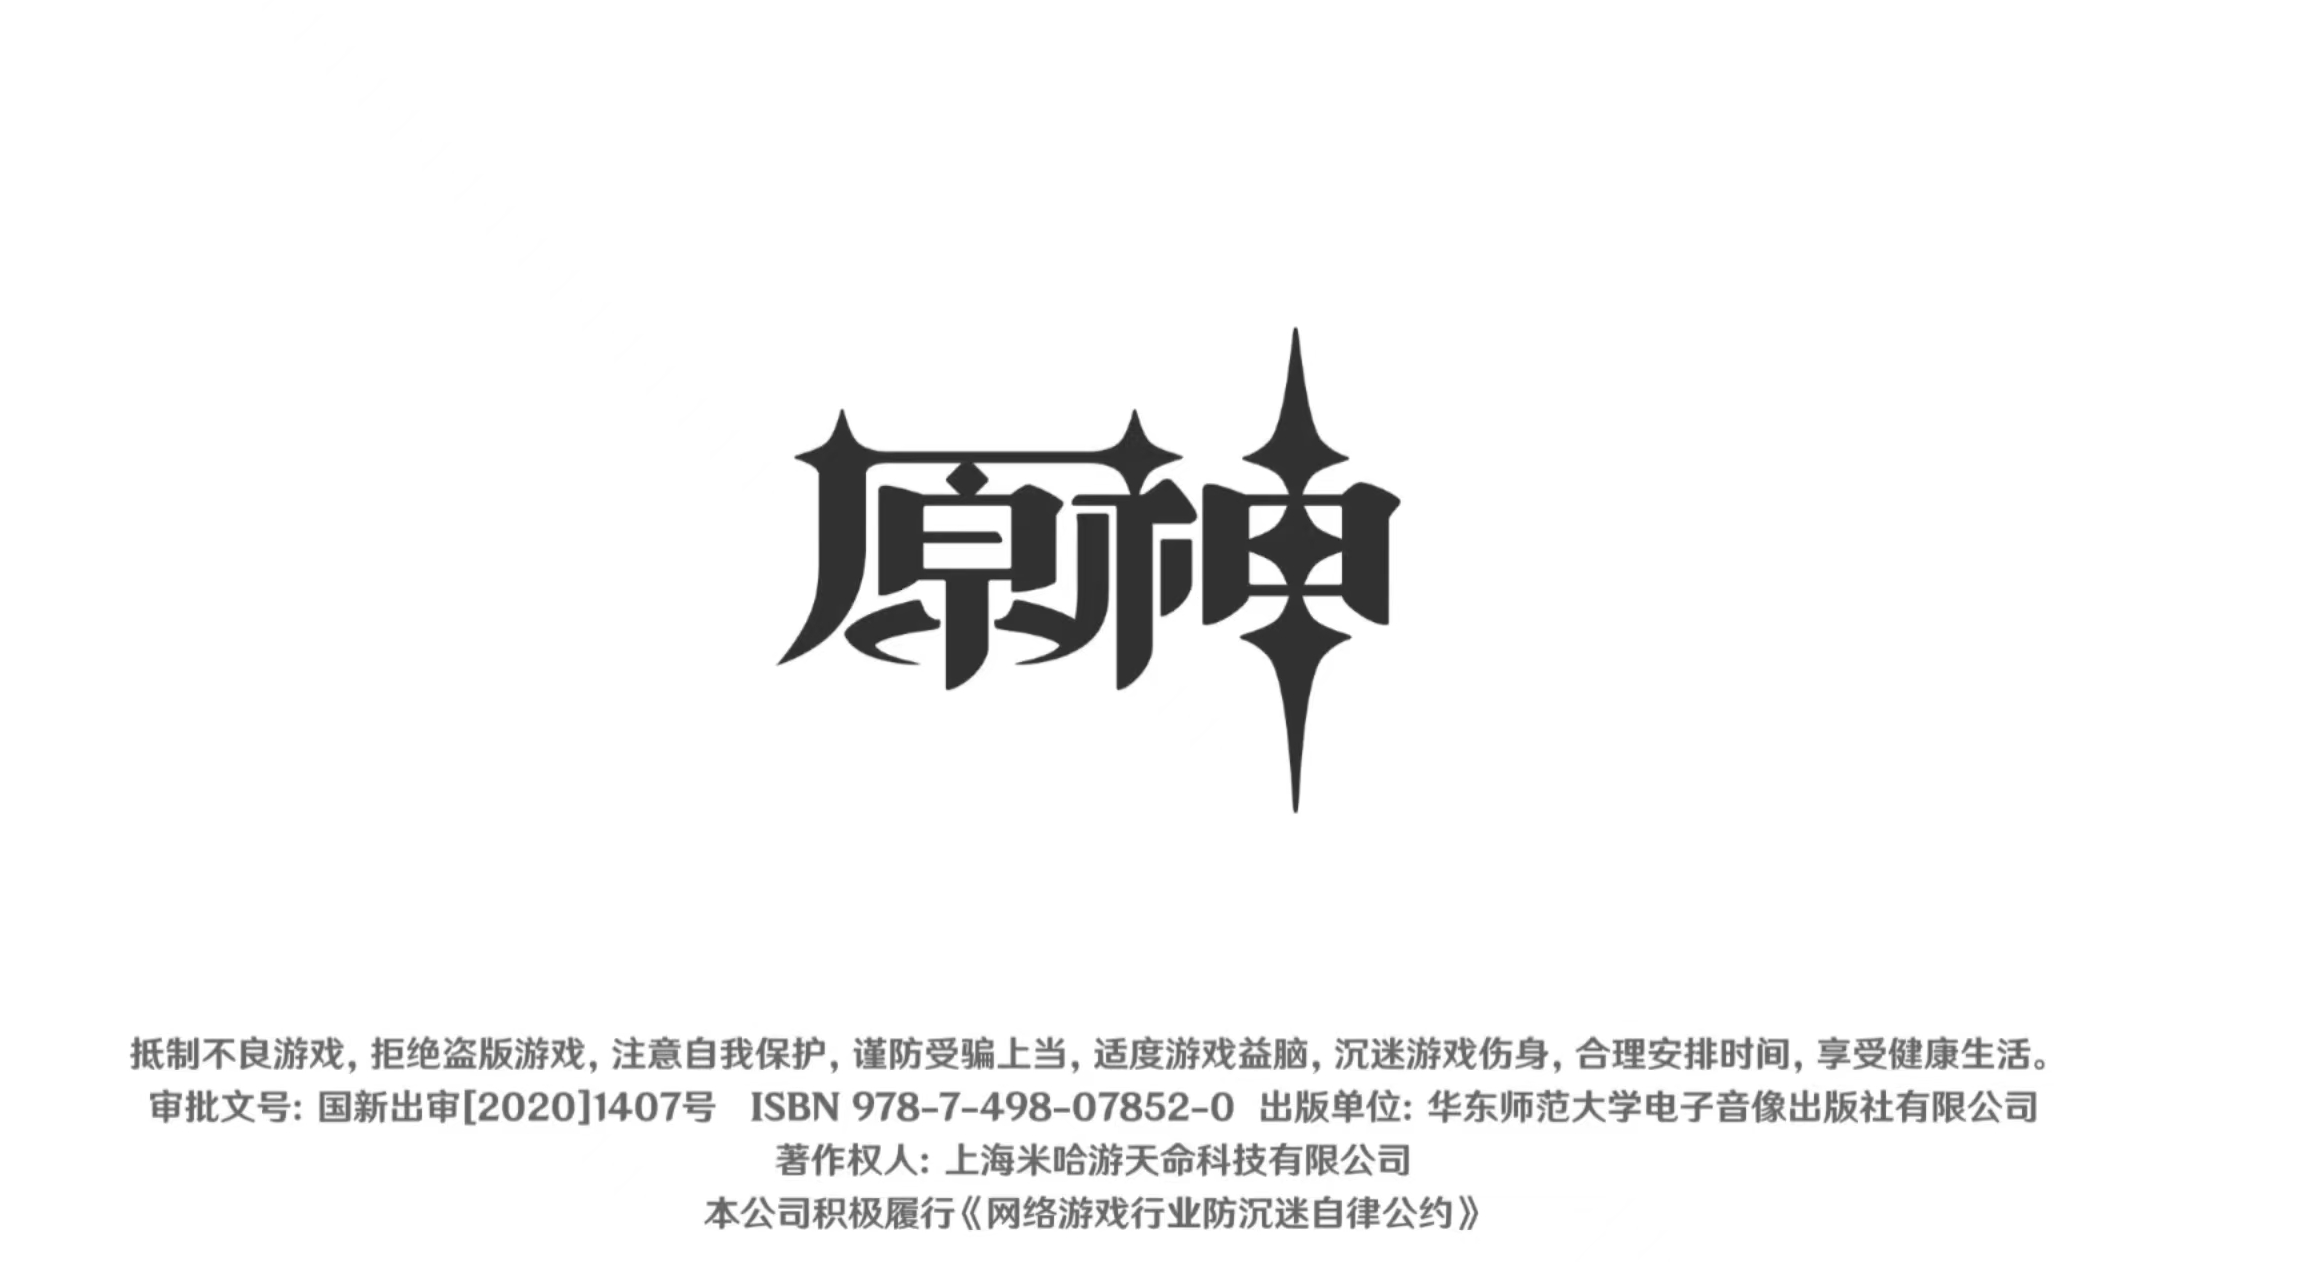 原神
抵制不良游戏, 拒绝盗版游戏, 注意自我保护, 谨防受骗上当, 适度游戏益脑, 沉迷游戏伤身, 合理安排时间, 享受健康生活。
审批文号: 国新出审[2020]1407号 ISBN 978-7-498-07852-0 出版单位: 华东师范大学电子音像出版社有限公司
著作权人: 上海米哈游天命科技有限公司
本公司积极履行《网络游戏行业防沉迷自律公约》